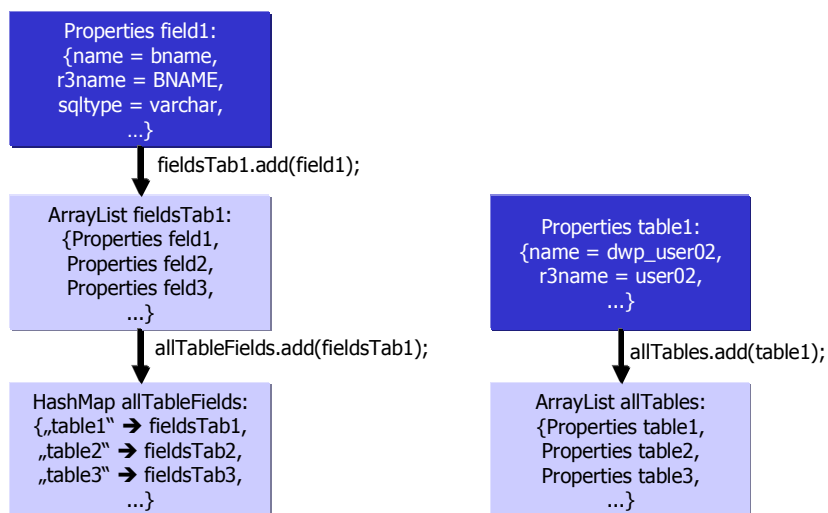 Properties field1:
{name = bname,
r3name = BNAME,
sqltype = varchar,
...}
fieldsTab1.add(field1);
ArrayList fieldsTab1:
{Properties feld1,
Properties feld2,
Properties feld3,
...}
allTableFields.add(fieldsTab1);
HashMap allTableFields:
{„table1“ ➔ fieldsTab1,
„table2“ ➔ fieldsTab2,
„table3“ ➔ fieldsTab3,
...}
Properties table1:
{name = dwp_user02,
r3name = user02,
...}
allTables.add(table1);
ArrayList allTables:
{Properties table1,
Properties table2,
Properties table3,
...}